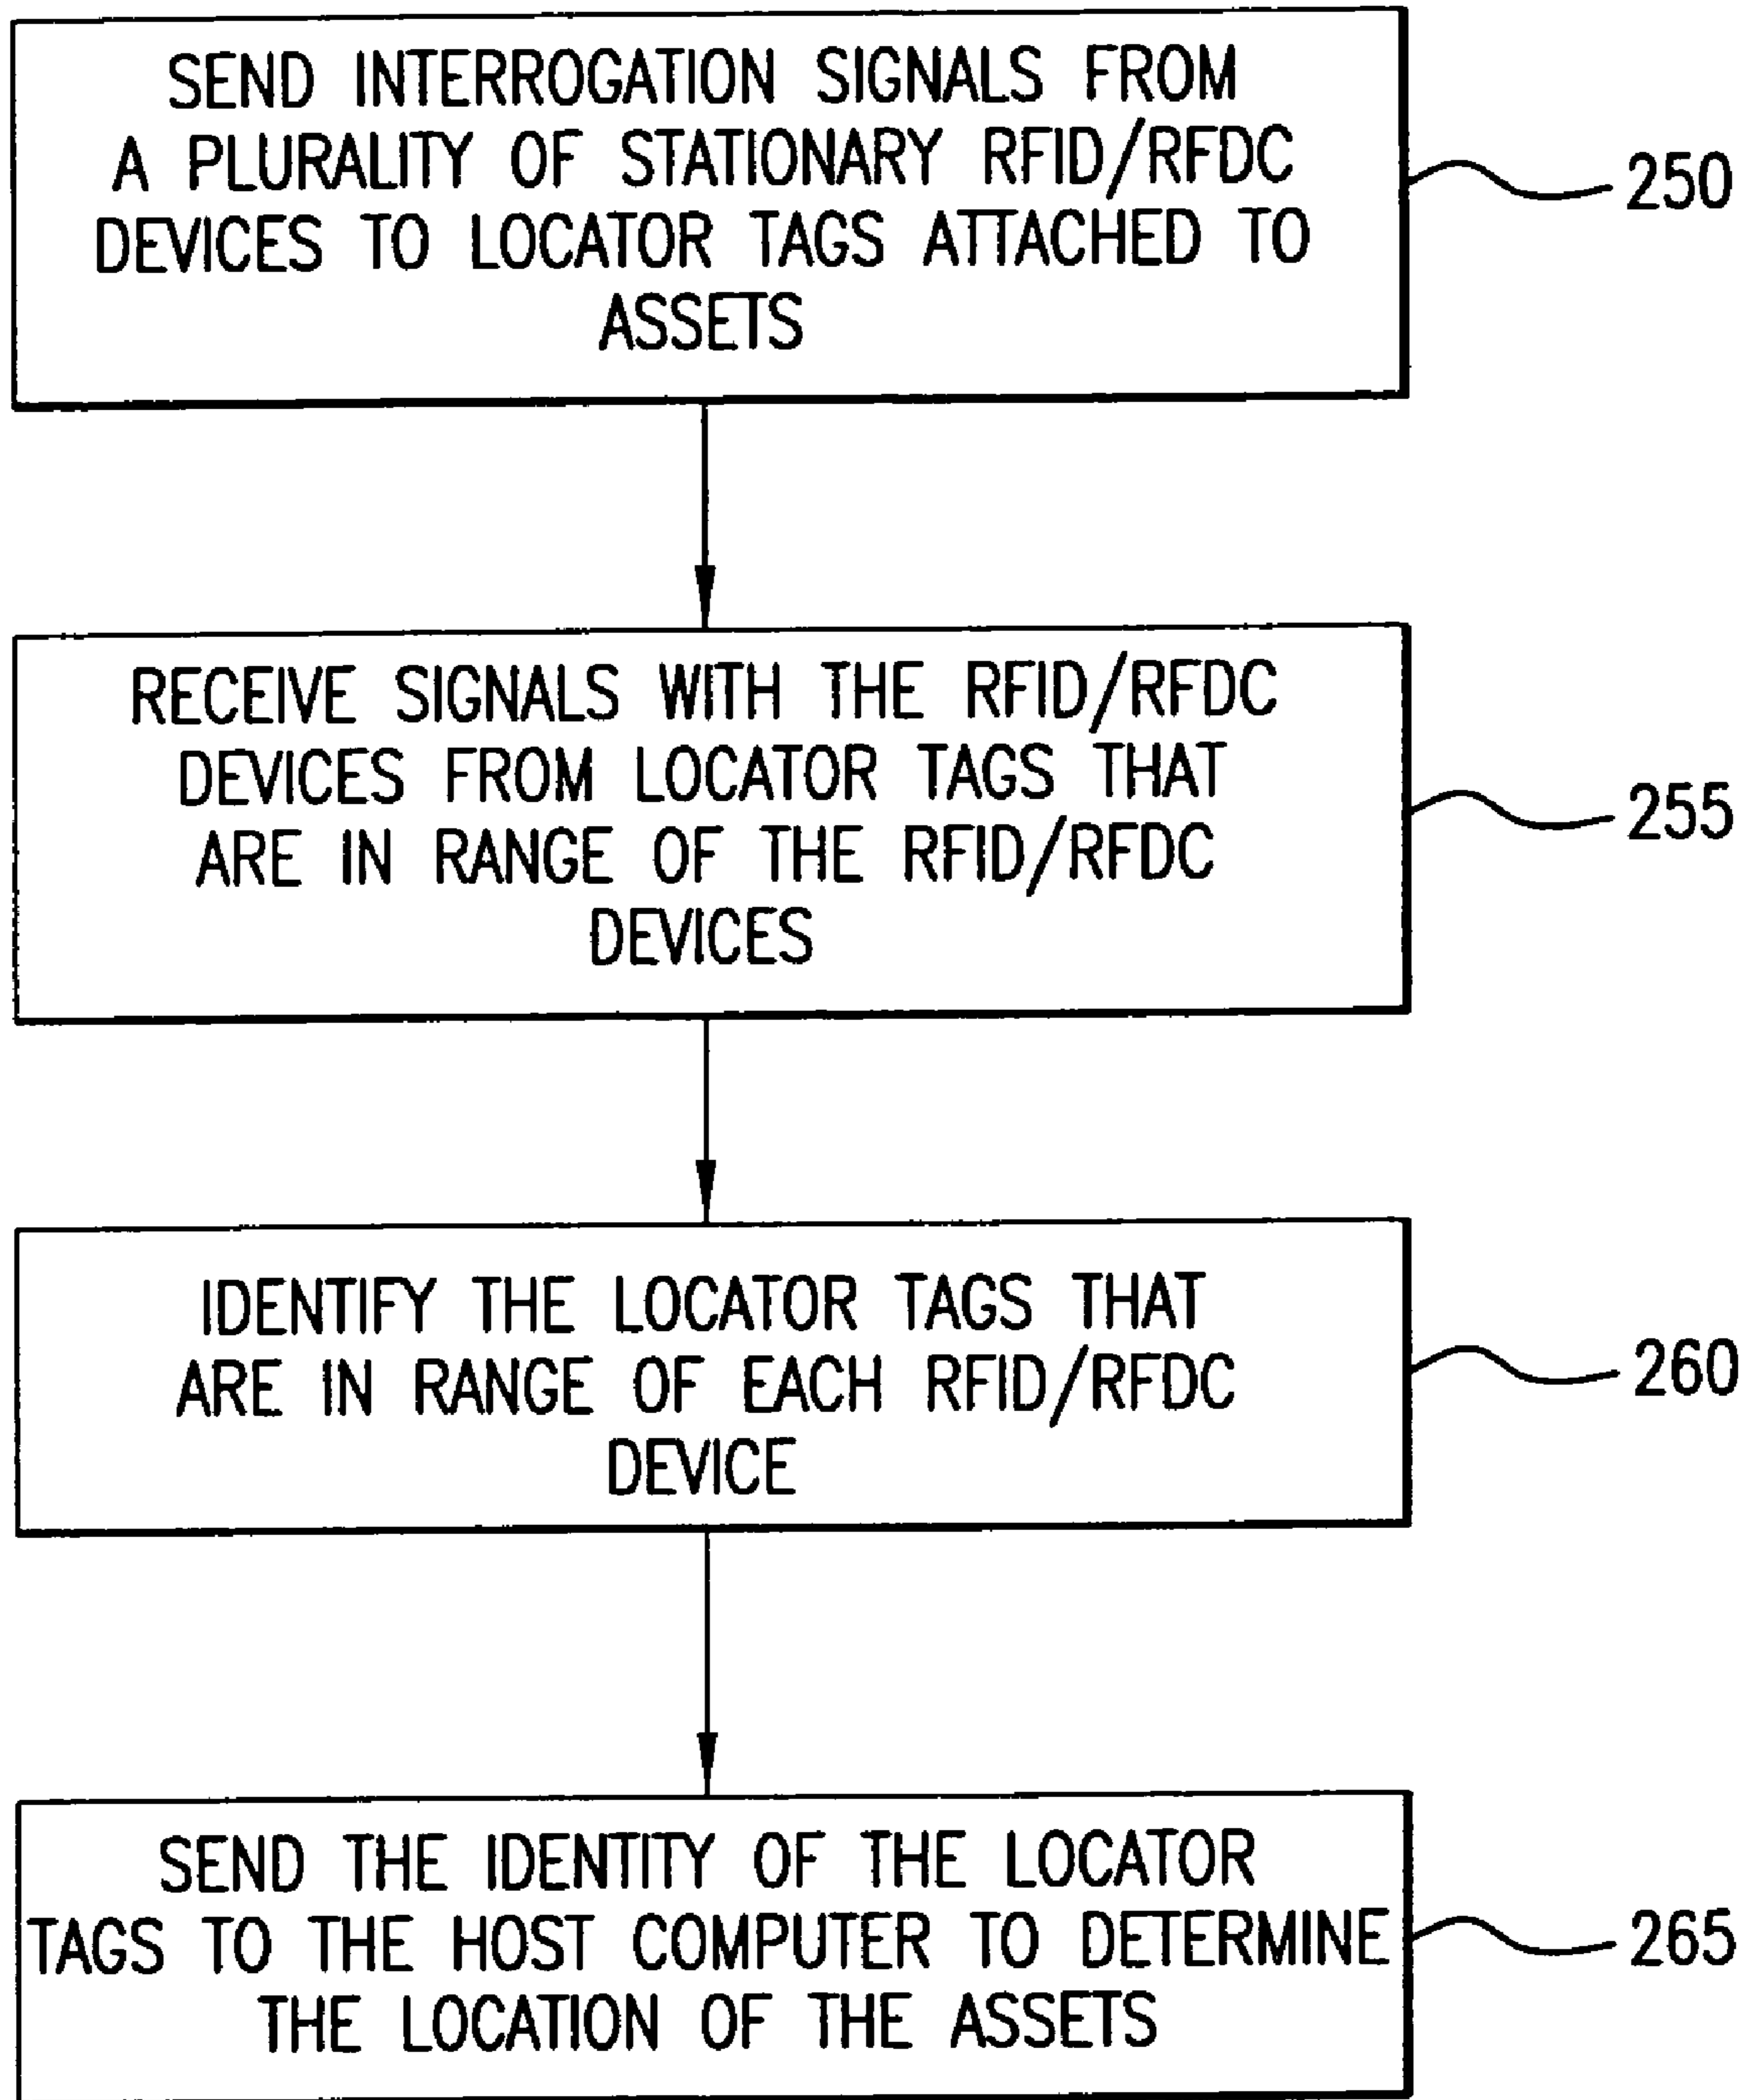 SEND INTERROGATION SIGNALS FROM
A PLURALITY OF STATIONARY RFID/RFDC
DEVICES TO LOCATOR TAGS ATTACHED TO
ASSETS
250
RECEIVE SIGNALS WITH THE RFID/RFDC
DEVICES FROM LOCATOR TAGS THAT
ARE IN RANGE OF THE RFID/RFDC
DEVICES
255
IDENTIFY THE LOCATOR TAGS THAT
ARE IN RANGE OF EACH RFID/RFDC
DEVICE
260
SEND THE IDENTITY OF THE LOCATOR
TAGS TO THE HOST COMPUTER TO DETERMINE
THE LOCATION OF THE ASSETS
265